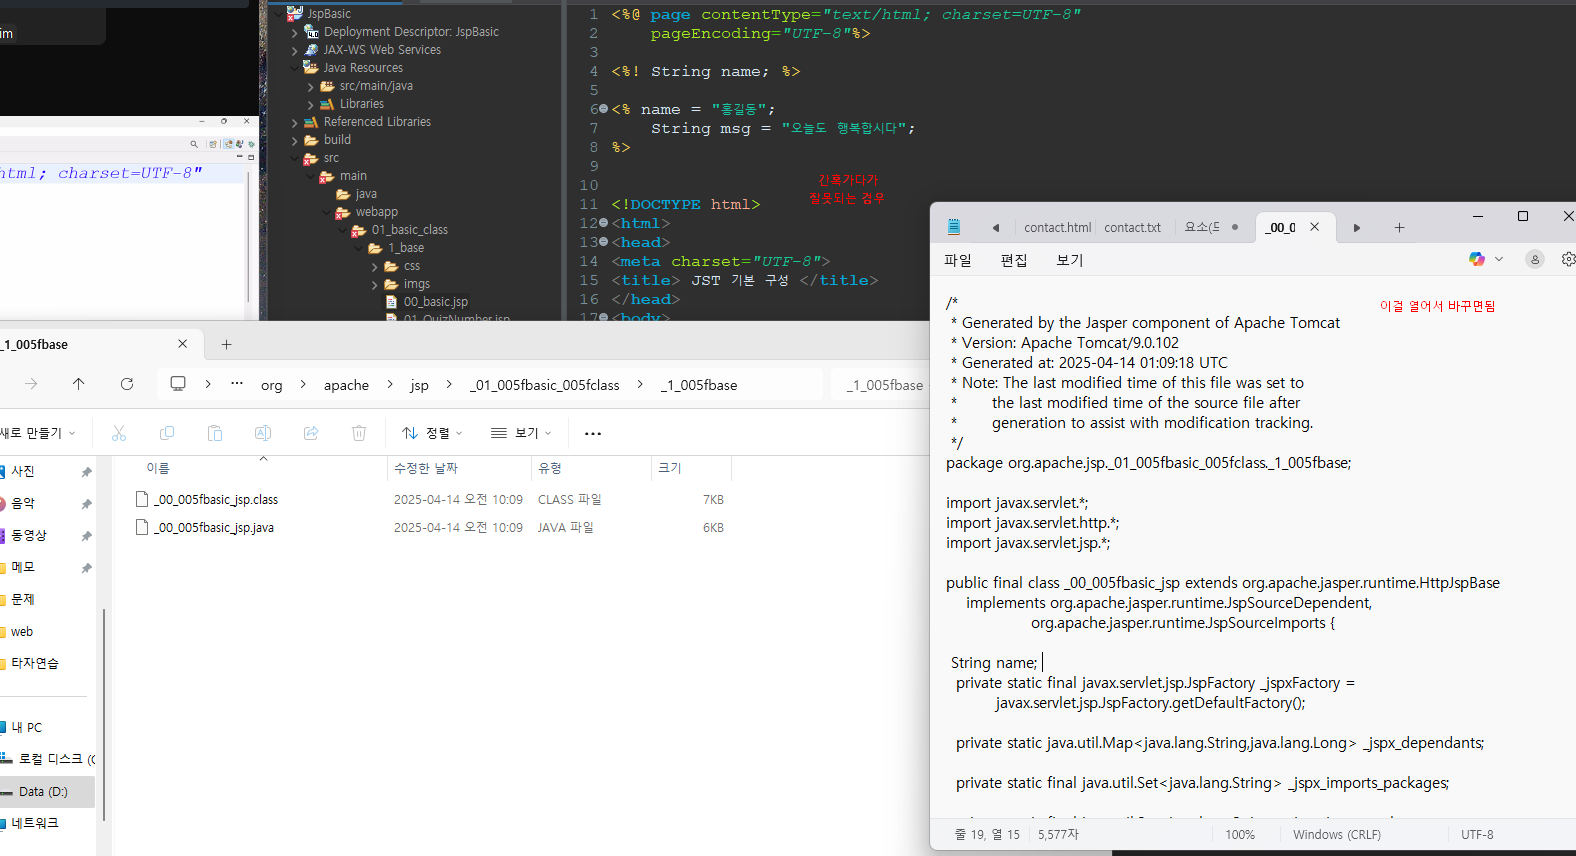 im
html; charset=UTF-8"
JspBasic
Deployment Descriptor: JspBasic
JAX-WS Web Services
Java Resources
src/main/java
Libraries
Referenced Libraries
build
src
main
java
webapp
01_basic_class
1_base
css
imgs
00_basic.jsp
01_QuizNumber.jsp
1 <%@ page contentType="text/html; charset=UTF-8"
2 pageEncoding="UTF-8"%>
3
4 <%! String name; %>
5
6 <% name = "홍길동";
7 String msg = "오늘도 행복합시다";
8 %>
9
10
11 <!DOCTYPE html>
12 <html>
13 <head>
14 <meta charset="UTF-8">
15 <title> JST 기본 구성 </title>
16 </head>
17 <body>
간혹가다가
잘못되는 경우
_1_005fbase
org > apache > jsp > _01_005fbasic_005fclass > _1_005fbase
_1_005fbase
새로 만들기
정렬
보기
사진
음악
동영상
메모
문제
web
타자연습
내 PC
로컬 디스크 (C
Data (D:)
네트워크
이름 수정한 날짜 유형 크기
_00_005fbasic_jsp.class 2025-04-14 오전 10:09 CLASS 파일 7KB
_00_005fbasic_jsp.java 2025-04-14 오전 10:09 JAVA 파일 6KB
contact.html contact.txt 요소(드 _00_0
파일 편집 보기
이걸 열어서 바꾸면됨
/*
* Generated by the Jasper component of Apache Tomcat
* Version: Apache Tomcat/9.0.102
* Generated at: 2025-04-14 01:09:18 UTC
* Note: The last modified time of this file was set to
* the last modified time of the source file after
* generation to assist with modification tracking.
*/
package org.apache.jsp._01_005fbasic_005fclass._1_005fbase;
import javax.servlet.*;
import javax.servlet.http.*;
import javax.servlet.jsp.*;
public final class _00_005fbasic_jsp extends org.apache.jasper.runtime.HttpJspBase
implements org.apache.jasper.runtime.JspSourceDependent,
org.apache.jasper.runtime.JspSourceImports {
String name;
private static final javax.servlet.jsp.JspFactory _jspxFactory =
javax.servlet.jsp.JspFactory.getDefaultFactory();
private static java.util.Map<java.lang.String,java.lang.Long> _jspx_dependants;
private static final java.util.Set<java.lang.String> _jspx_imports_packages;
줄 19, 열 15 5,577자 100% Windows (CRLF) UTF-8